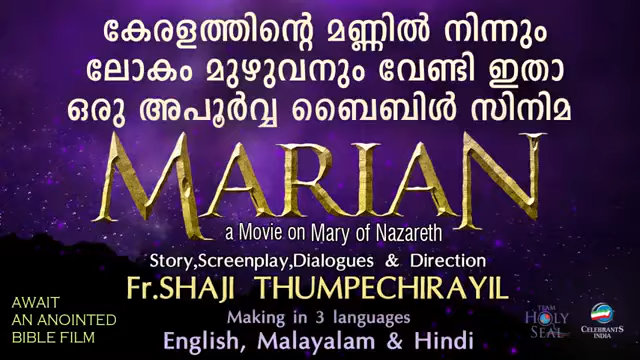 കേരളത്തിന്റെ മണ്ണിൽ നിന്നും
ലോകം മുഴുവനും വേണ്ടി ഇതാ
ഒരു അപൂർവ്വ ബൈബിൾ സിനിമ
MARIAN
a Movie on Mary of Nazareth
Story,Screenplay,Dialogues & Direction
Fr.SHAJI THUMPECHIRAYIL
Making in 3 languages
English, Malayalam & Hindi
AWAIT
AN ANOINTED
BIBLE FILM
TEAM
HOLY
SEAL
CELEBRANTS
INDIA